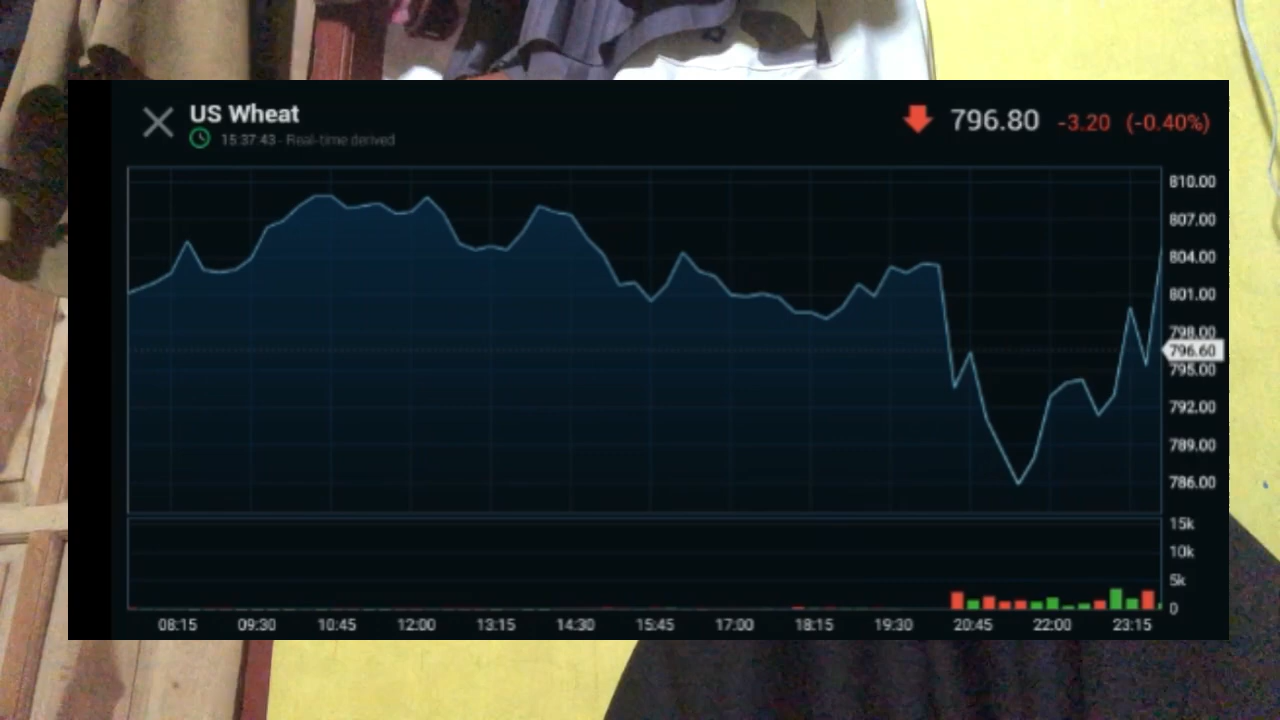 US Wheat
796.80 -3.20 (-0.40%)
15:37:43 - Real-time derived
810.00
807.00
804.00
801.00
798.00
796.60
795.00
792.00
789.00
786.00
15k
10k
5k
0
08:15 09:30 10:45 12:00 13:15 14:30 15:45 17:00 18:15 19:30 20:45 22:00 23:15